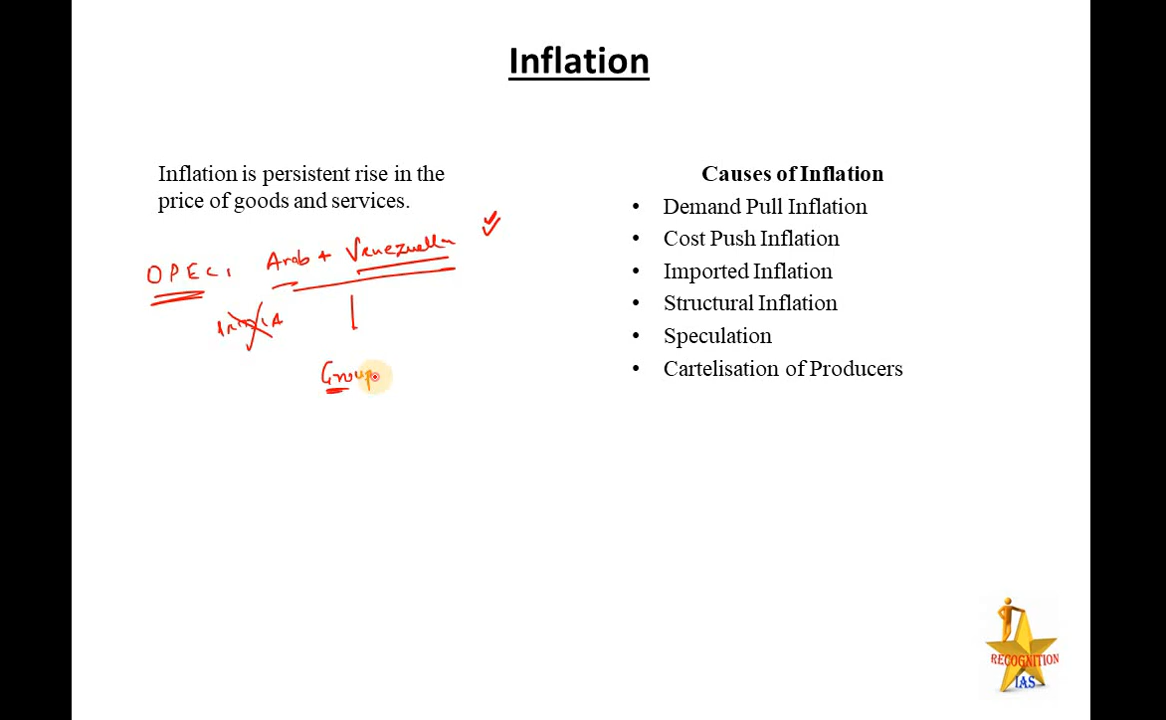 Inflation
Inflation is persistent rise in the
price of goods and services.
OPEC, Arab + Venezuella
Group
Causes of Inflation
• Demand Pull Inflation
• Cost Push Inflation
• Imported Inflation
• Structural Inflation
• Speculation
• Cartelisation of Producers
RECOGNITION
IAS